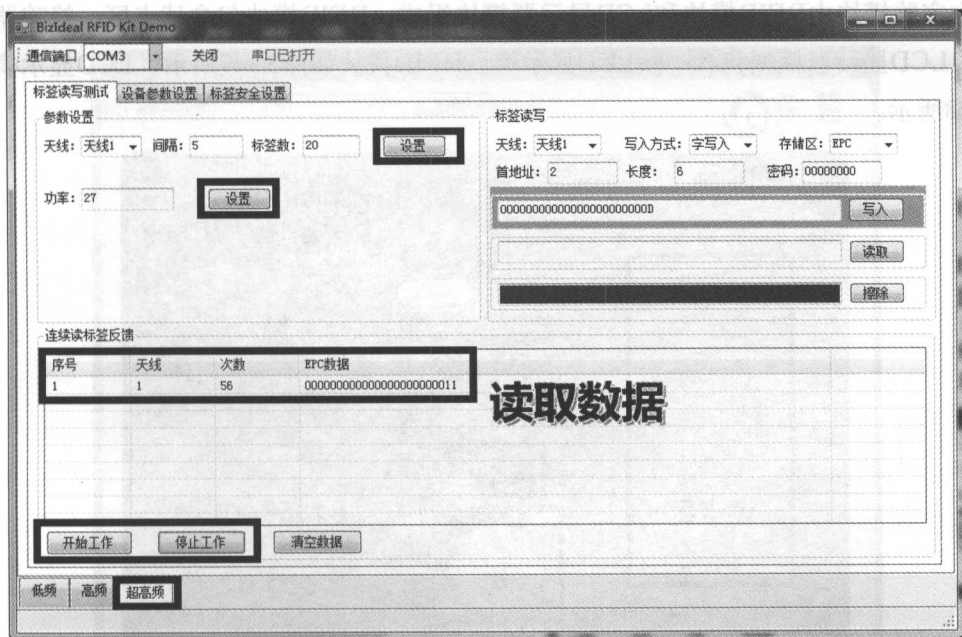 BizIdeal RFID Kit Demo
通信端口 COM3 关闭 串口已打开
标签读写测试 设备参数设置 标签安全设置
参数设置
天线: 天线1 间隔: 5 标签数: 20 设置
功率: 27 设置
标签读写
天线: 天线1 写入方式: 字写入 存储区: EPC
首地址: 2 长度: 6 密码: 00000000
00000000000000000000000D 写入
读取
擦除
连续读标签反馈
序号 天线 次数 EPC数据
1 1 56 000000000000000000000011
读取数据
开始工作 停止工作 清空数据
低频 高频 超高频